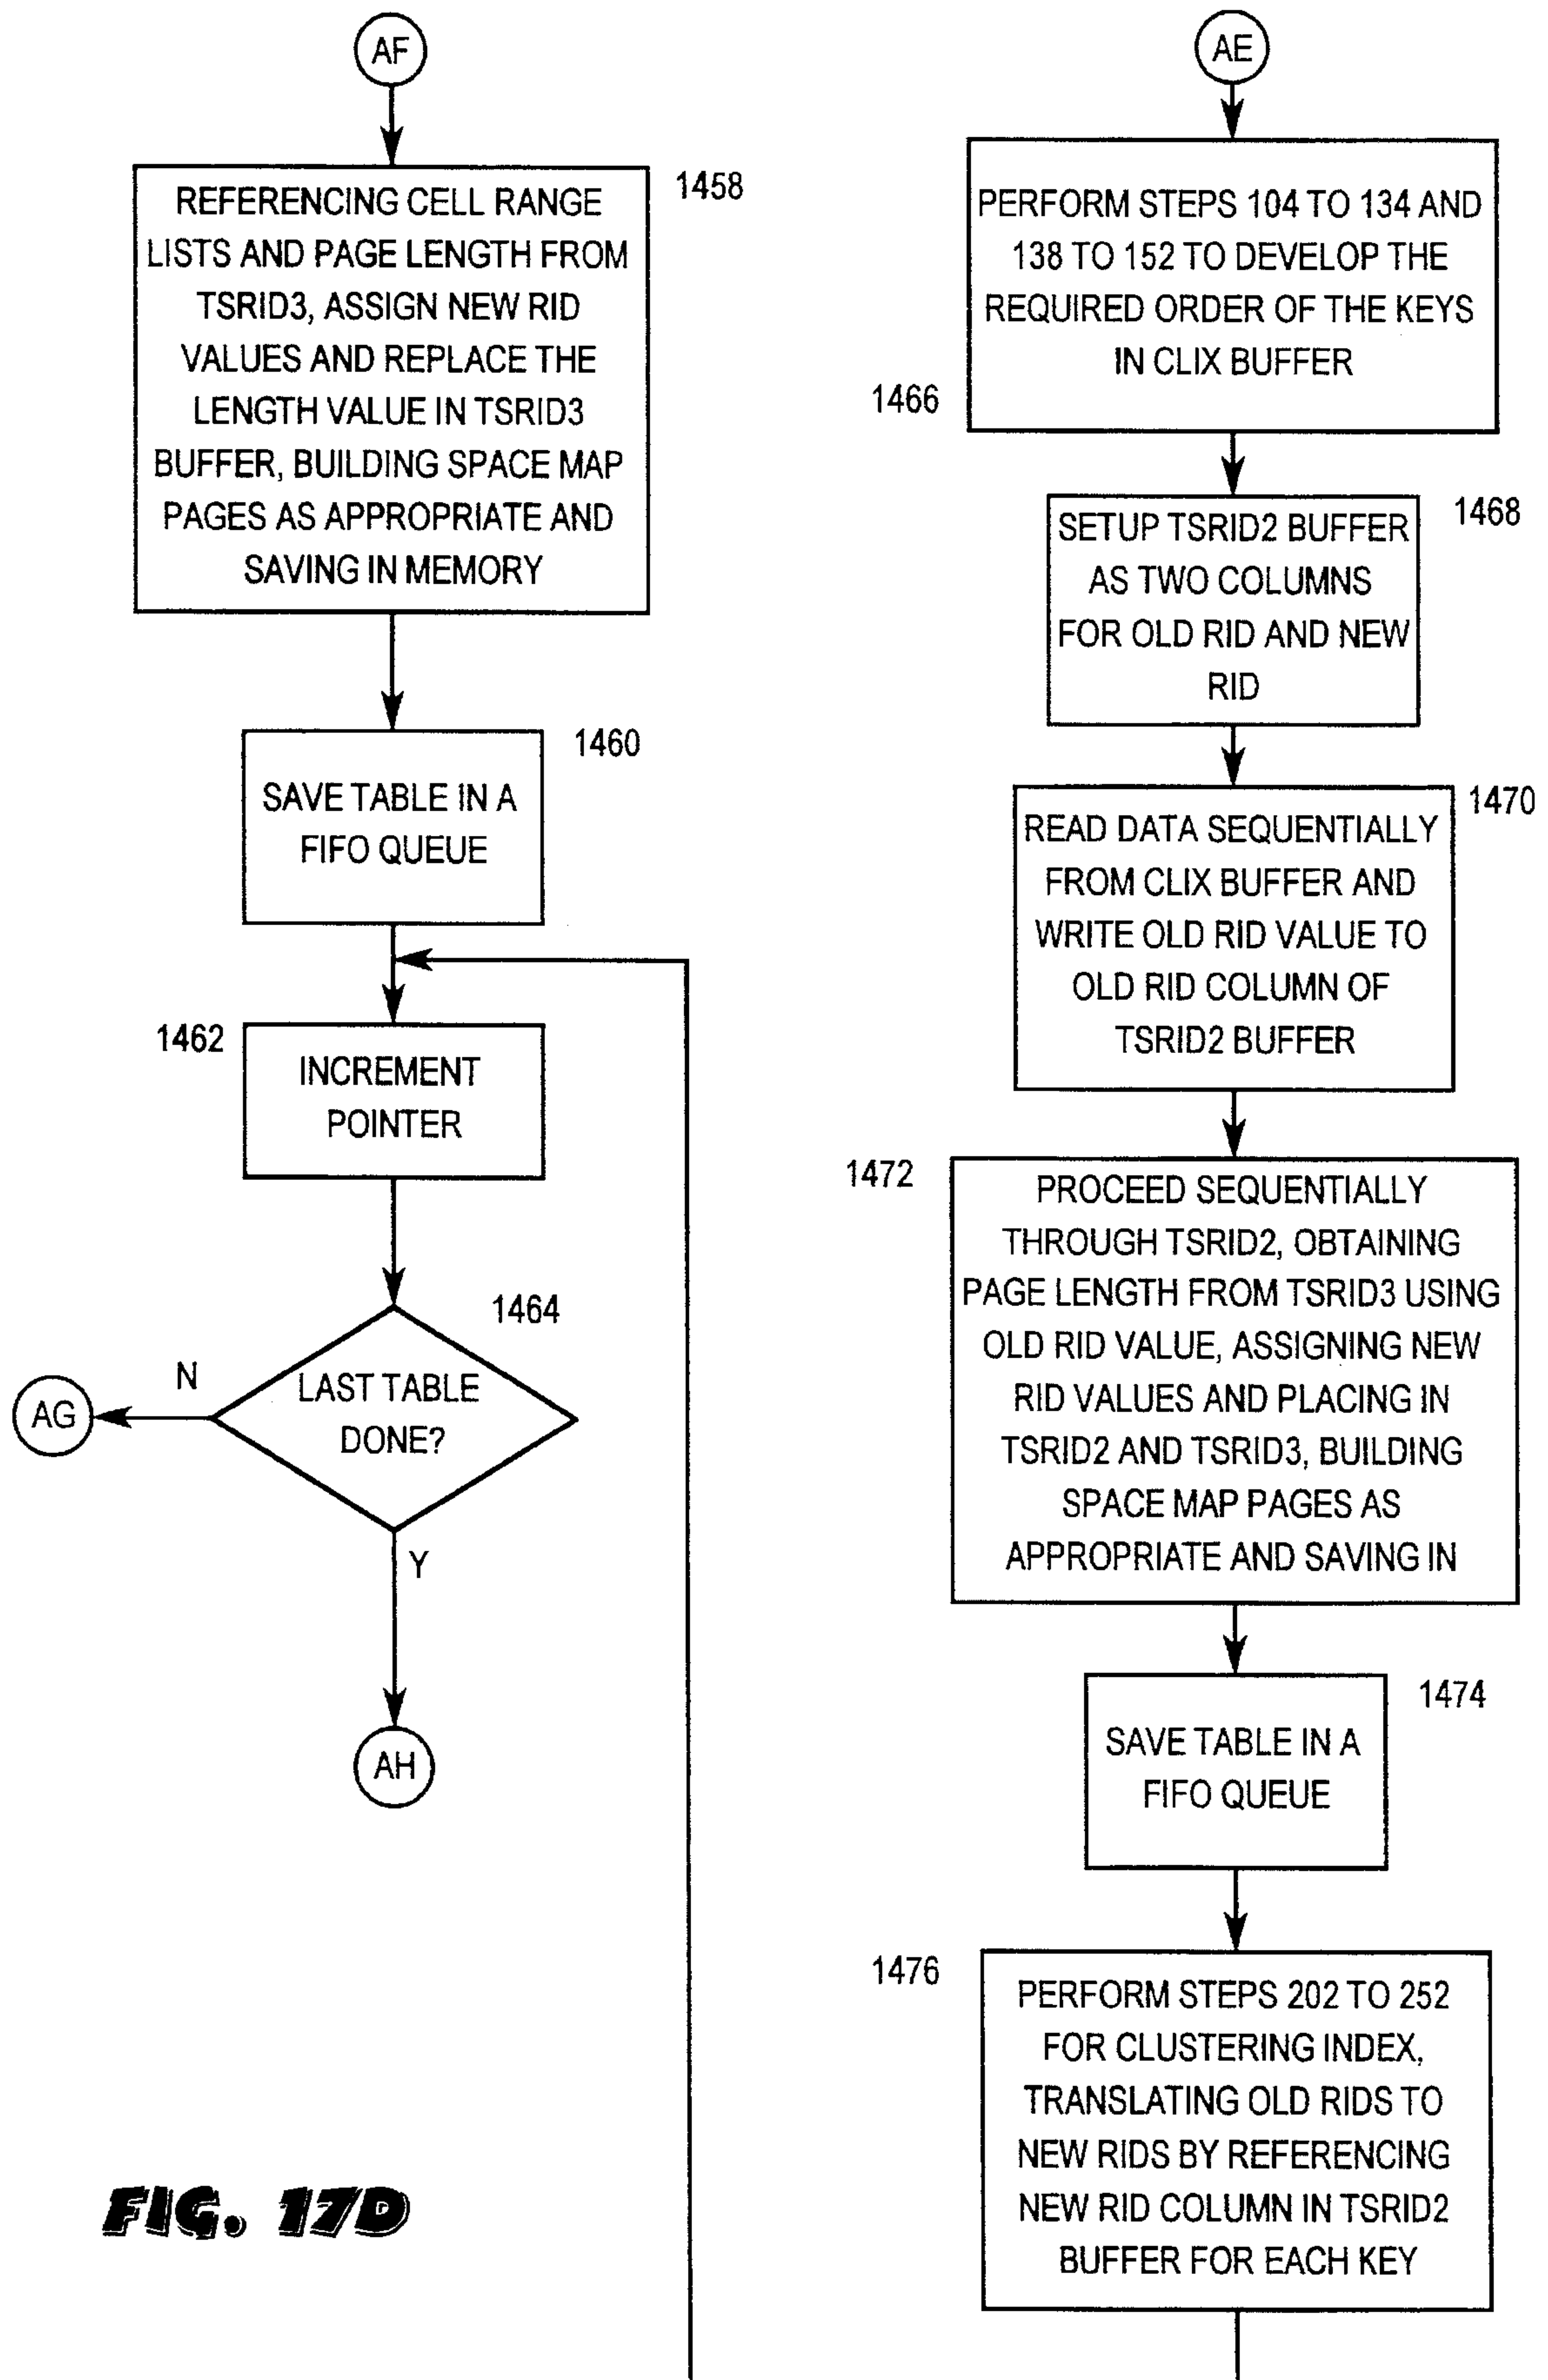 AF
1458
REFERENCING CELL RANGE
LISTS AND PAGE LENGTH FROM
TSRID3, ASSIGN NEW RID
VALUES AND REPLACE THE
LENGTH VALUE IN TSRID3
BUFFER, BUILDING SPACE MAP
PAGES AS APPROPRIATE AND
SAVING IN MEMORY
1460
SAVE TABLE IN A
FIFO QUEUE
1462
INCREMENT
POINTER
1464
LAST TABLE
DONE?
N
AG
Y
AH
AE
PERFORM STEPS 104 TO 134 AND
138 TO 152 TO DEVELOP THE
REQUIRED ORDER OF THE KEYS
IN CLIX BUFFER
1466
1468
SETUP TSRID2 BUFFER
AS TWO COLUMNS
FOR OLD RID AND NEW
RID
1470
READ DATA SEQUENTIALLY
FROM CLIX BUFFER AND
WRITE OLD RID VALUE TO
OLD RID COLUMN OF
TSRID2 BUFFER
1472
PROCEED SEQUENTIALLY
THROUGH TSRID2, OBTAINING
PAGE LENGTH FROM TSRID3 USING
OLD RID VALUE, ASSIGNING NEW
RID VALUES AND PLACING IN
TSRID2 AND TSRID3, BUILDING
SPACE MAP PAGES AS
APPROPRIATE AND SAVING IN
1474
SAVE TABLE IN A
FIFO QUEUE
1476
PERFORM STEPS 202 TO 252
FOR CLUSTERING INDEX,
TRANSLATING OLD RIDS TO
NEW RIDS BY REFERENCING
NEW RID COLUMN IN TSRID2
BUFFER FOR EACH KEY
FIG. 17D